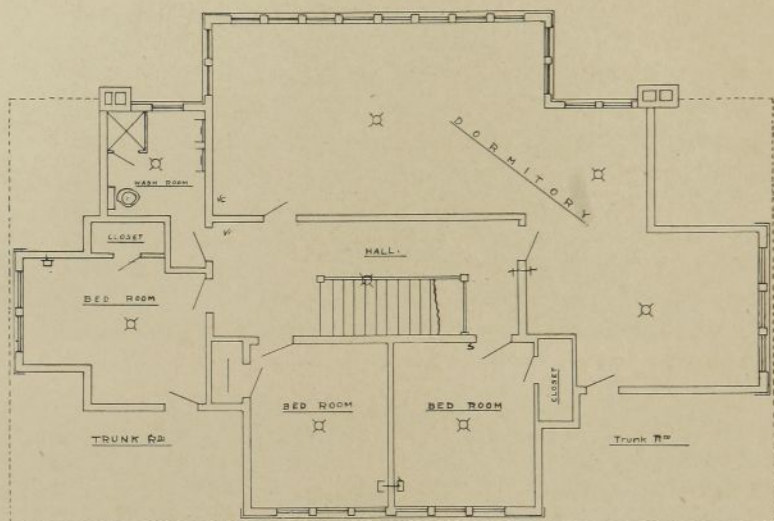 DORMITORY
WASH ROOM
CLOSET
HALL.
BED ROOM
BED ROOM
BED ROOM
CLOSET
S
TRUNK RM
Trunk RM